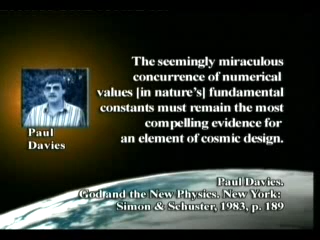 The seemingly miraculous
concurrence of numerical
values [in nature's] fundamental
constants must remain the most
compelling evidence for
an element of cosmic design.
Paul
Davies
Paul Davies.
God and the New Physics. New York:
Simon & Schuster, 1983, p. 189